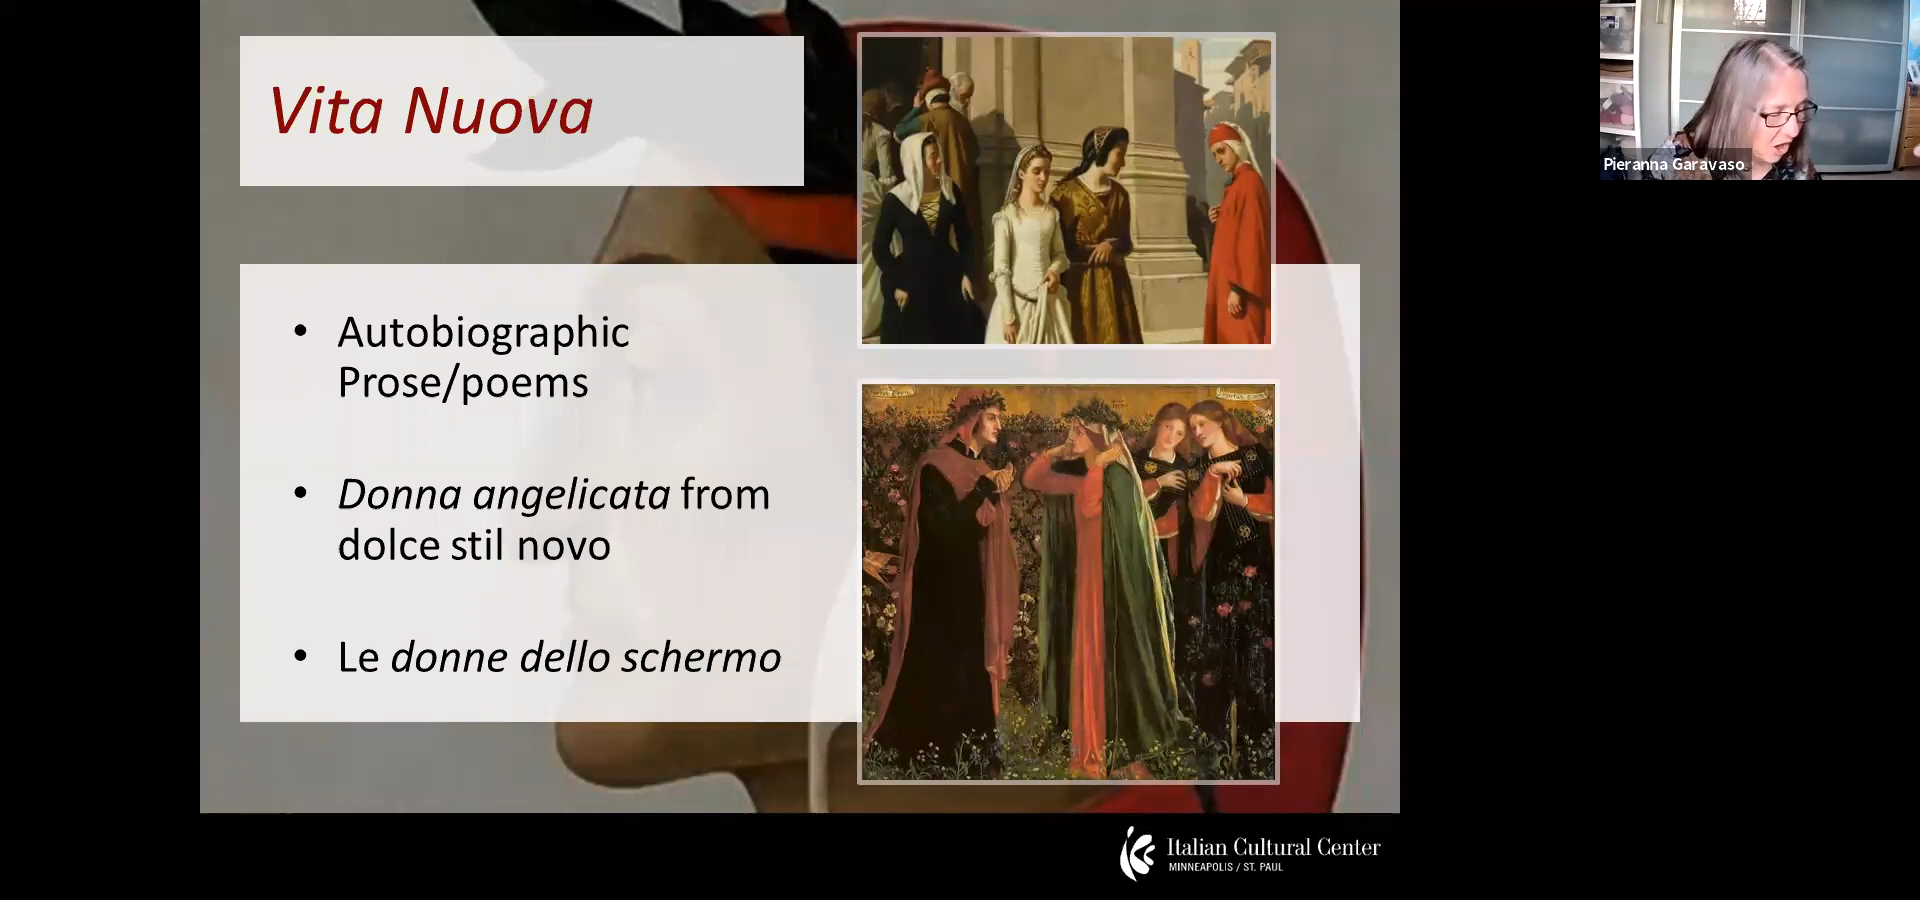 Vita Nuova
Pieranna Garavaso
• Autobiographic
Prose/poems
• Donna angelicata from
dolce stil novo
• Le donne dello schermo
Italian Cultural Center
MINNEAPOLIS / ST. PAUL